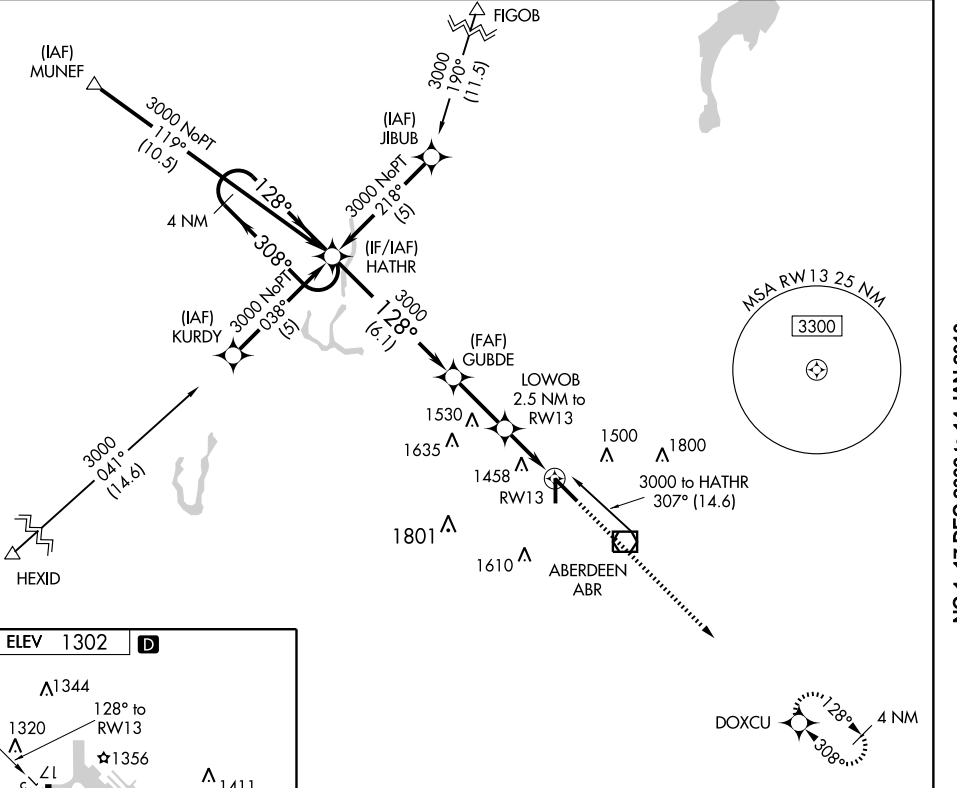 FIGOB
(IAF)
MUNEF
3000
190°
(11.5)
3000 NoPT
119°
(10.5)
(IAF)
JIBUB
3000 NoPT
218°
(5)
128°
4 NM
308°
(IF/IAF)
HATHR
3000 NoPT
038°
(5)
(IAF)
KURDY
3000
128°
(6.1)
MSA RW13 25 NM
3300
(FAF)
GUBDE
LOWOB
2.5 NM to
RW13
1530
1635
1458
RW13
1500
1800
3000 to HATHR
307° (14.6)
3000
041°
(14.6)
HEXID
1801
1610
ABERDEEN
ABR
DOXCU
128°
308°
4 NM
ELEV 1302
D
1344
128° to
RW13
1320
1356
17
1411